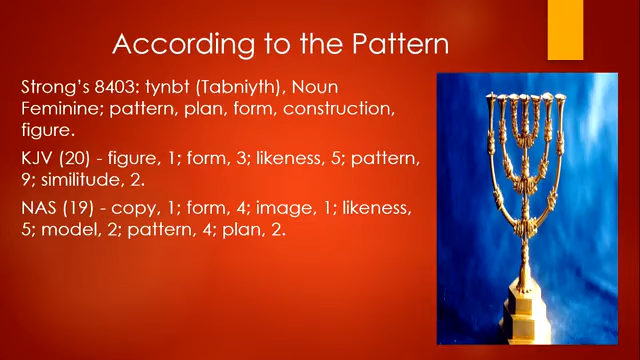 According to the Pattern
Strong's 8403: tynbt (Tabniyth), Noun
Feminine; pattern, plan, form, construction,
figure.
KJV (20) - figure, 1; form, 3; likeness, 5; pattern,
9; similitude, 2.
NAS (19) - copy, 1; form, 4; image, 1; likeness,
5; model, 2; pattern, 4; plan, 2.